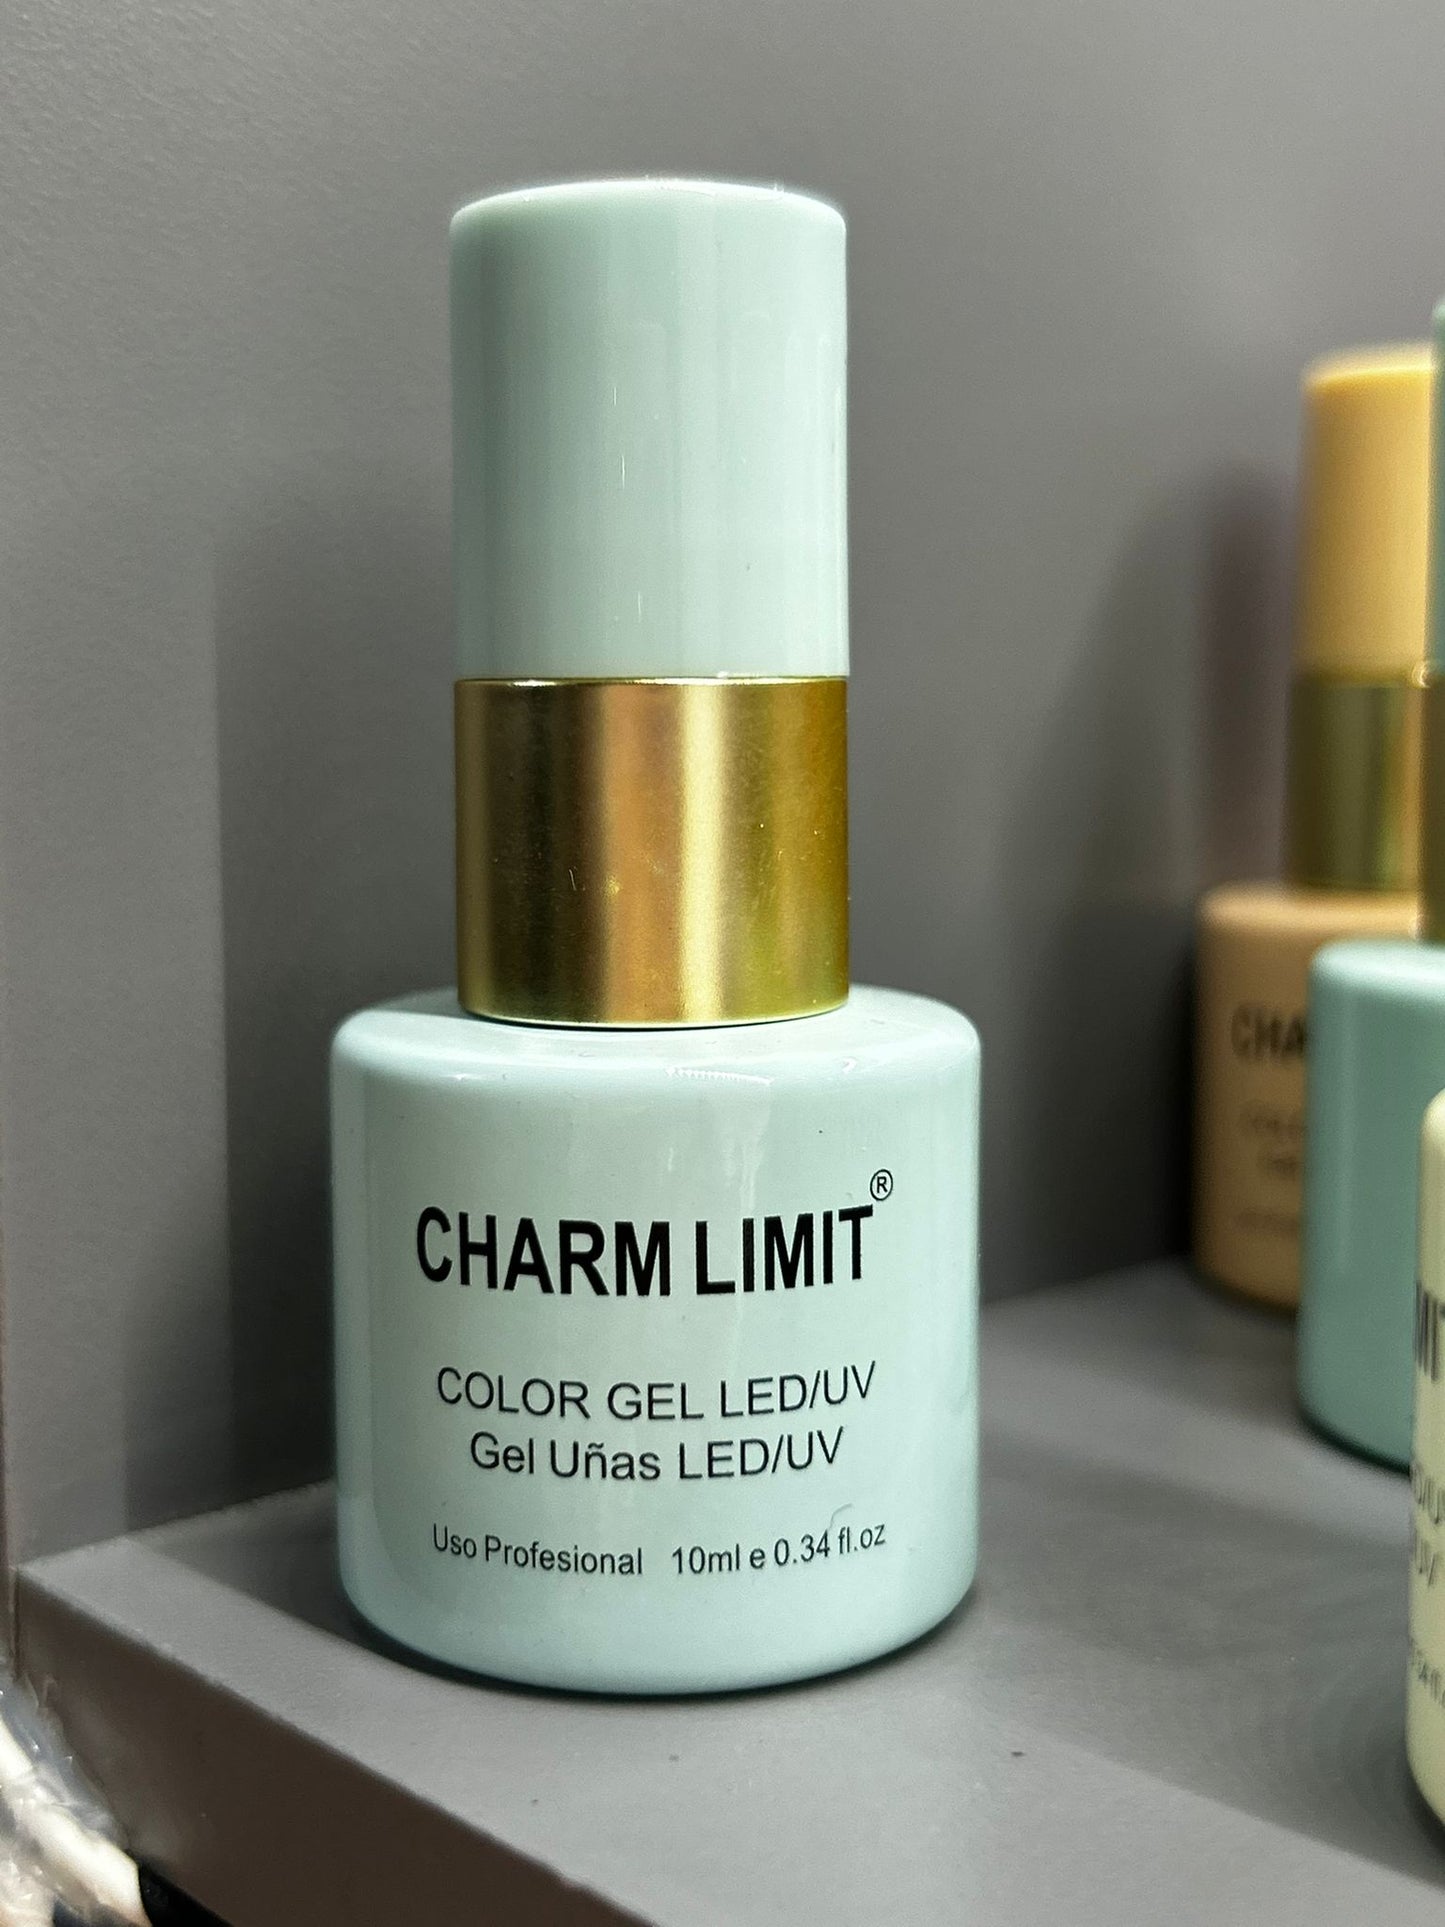 CHARM LIMIT®
COLOR GEL LED/UV
Gel Uñas LED/UV
Uso Profesional 10ml e 0.34 fl.oz